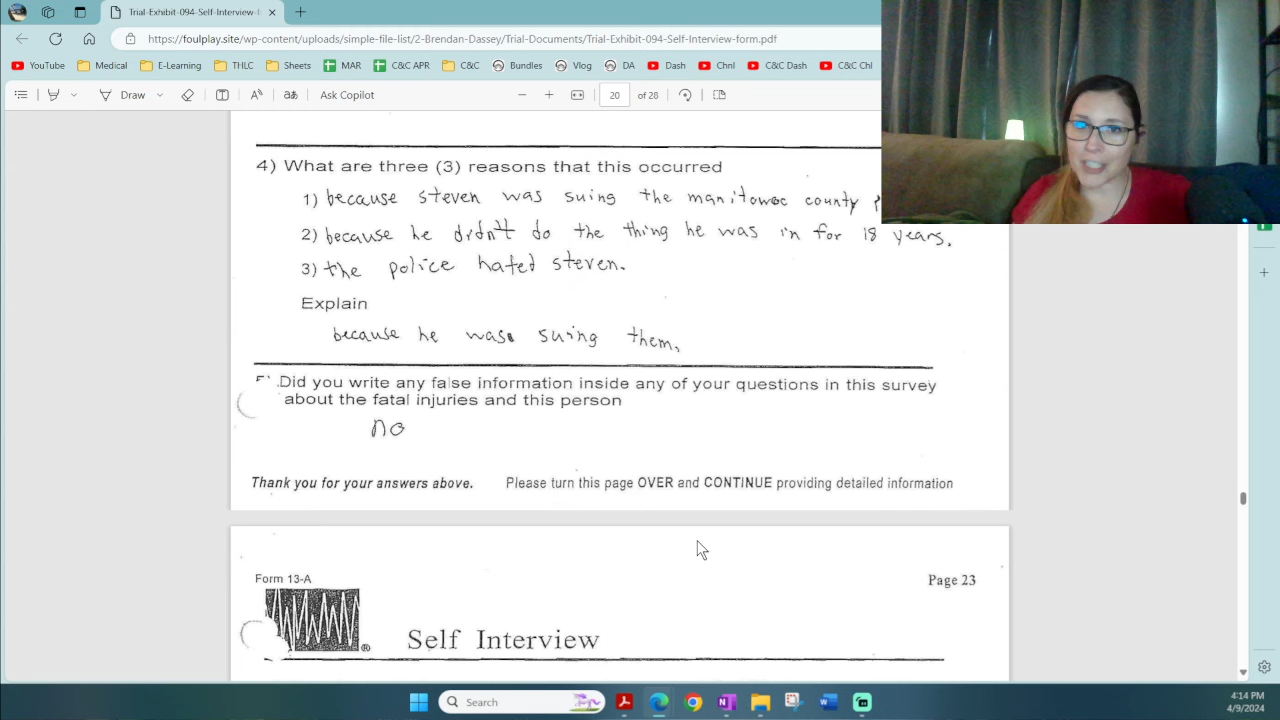 Trial-Exhibit-094-Self-Interview-f
https://foulplay.site/wp-content/uploads/simple-file-list/2-Brendan-Dassey/Trial-Documents/Trial-Exhibit-094-Self-Interview-form.pdf
YouTube Medical E-Learning THLC Sheets MAR C&C APR C&C Bundles Vlog DA Dash Chnl C&C Dash C&C Chl
Draw Ask Copilot 20 of 28
4) What are three (3) reasons that this occurred
1) because steven was suing the manitowoc county
2) because he didn't do the thing he was in for 18 years.
3) the police hated steven.
Explain
because he was suing them,
Did you write any false information inside any of your questions in this survey
about the fatal injuries and this person
no
Thank you for your answers above. Please turn this page OVER and CONTINUE providing detailed information
Form 13-A Page 23
Self Interview
Search
4:14 PM
4/9/2024